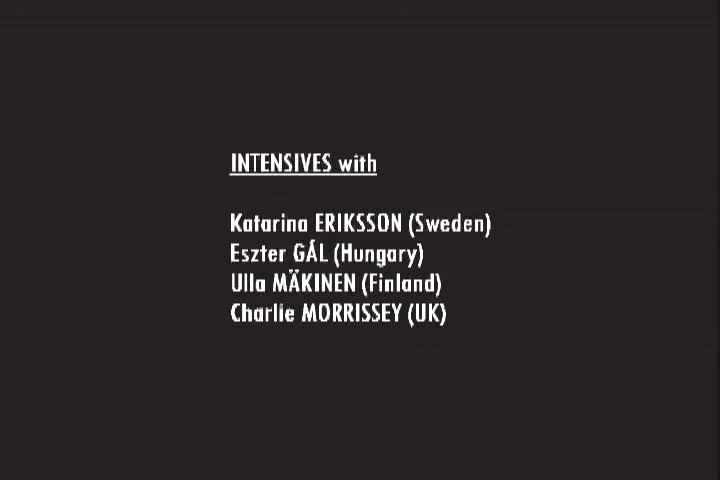 INTENSIVES with
Katarina ERIKSSON (Sweden)
Eszter GÁL (Hungary)
Ulla MÄKINEN (Finland)
Charlie MORRISSEY (UK)